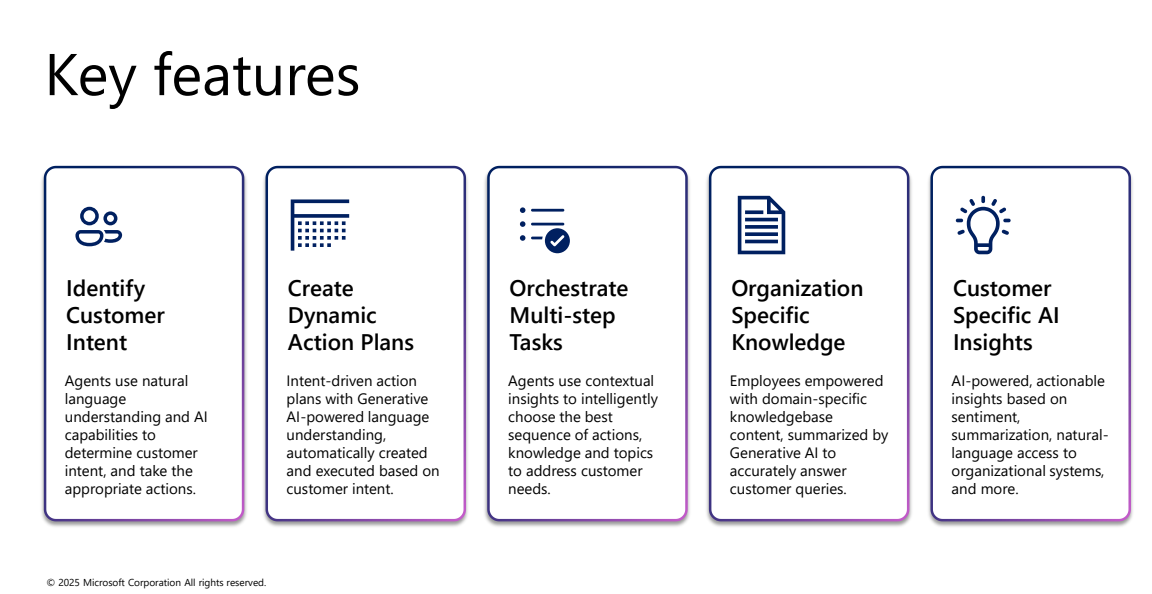 Key features
Identify
Customer
Intent
Agents use natural
language
understanding and AI
capabilities to
determine customer
intent, and take the
appropriate actions.
Create
Dynamic
Action Plans
Intent-driven action
plans with Generative
AI-powered language
understanding,
automatically created
and executed based on
customer intent.
Orchestrate
Multi-step
Tasks
Agents use contextual
insights to intelligently
choose the best
sequence of actions,
knowledge and topics
to address customer
needs.
Organization
Specific
Knowledge
Employees empowered
with domain-specific
knowledgebase
content, summarized by
Generative AI to
accurately answer
customer queries.
Customer
Specific AI
Insights
AI-powered, actionable
insights based on
sentiment,
summarization, natural-
language access to
organizational systems,
and more.
© 2025 Microsoft Corporation All rights reserved.